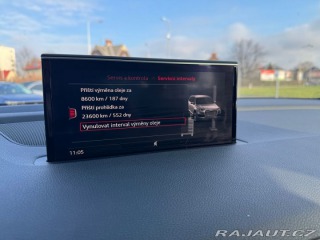 Servis a kontrola Servisní intervaly
Příští výměna oleje za
8600 km / 187 dny
Příští prohlídka za
23600 km / 552 dny
Vynulovat interval výměny oleje
11:05
RAJAUT.CZ